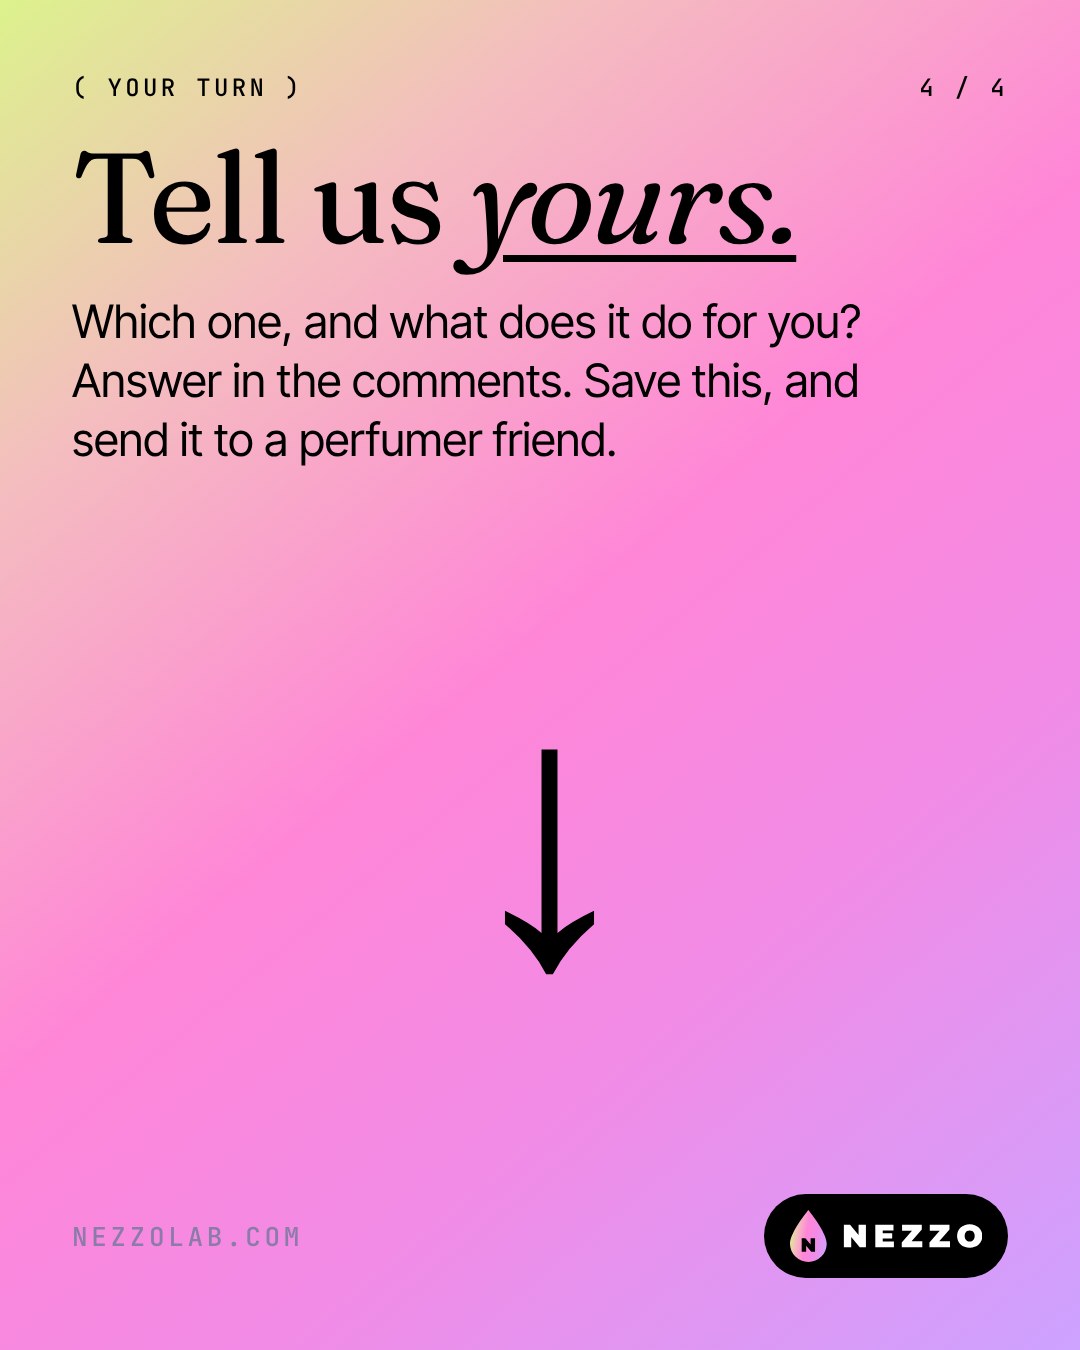 ( YOUR TURN )
4 / 4
Tell us yours.
Which one, and what does it do for you?
Answer in the comments. Save this, and
send it to a perfumer friend.
NEZZOLAB.COM
N NEZZO